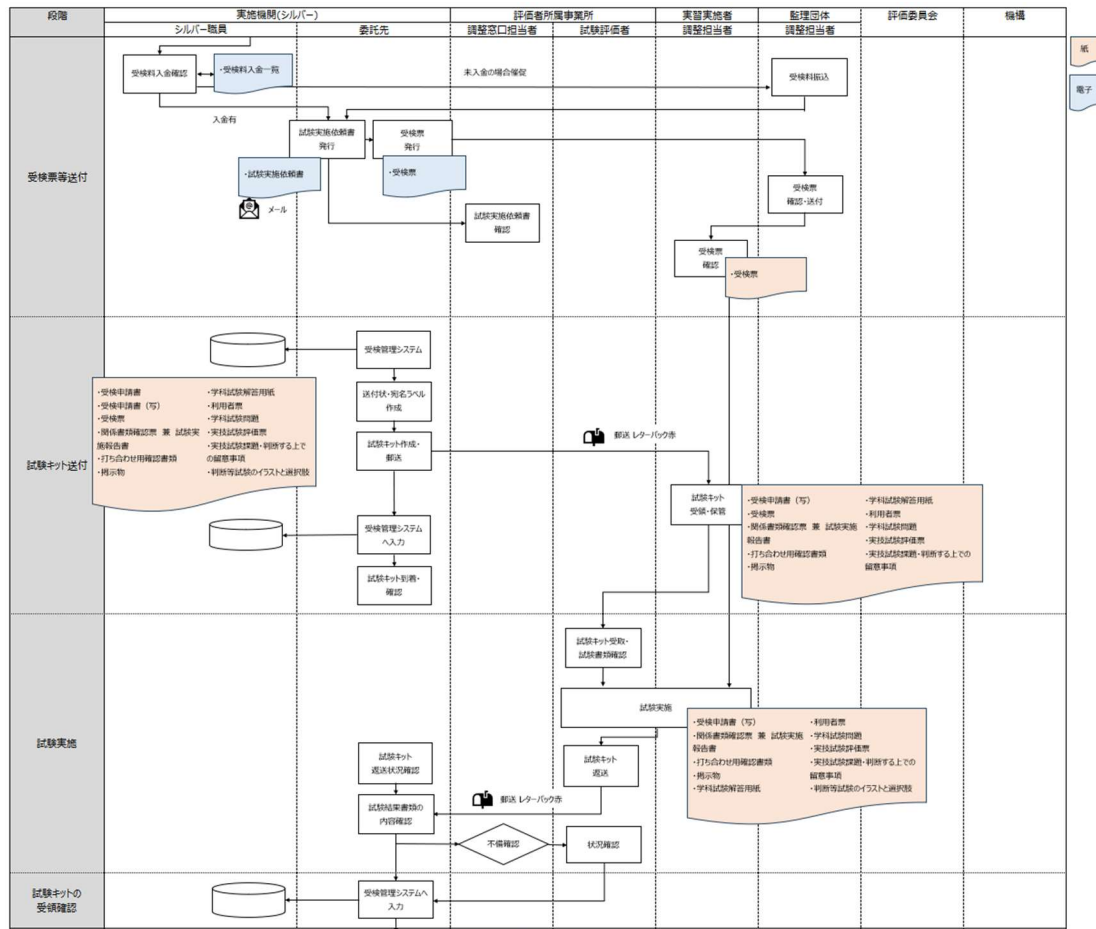 段階
実施機関(シルバー)
評価者所属事業所
実習実施者
監理団体
評価委員会
機構
シルバー職員
委託先
調整窓口担当者
試験評価者
調整担当者
調整担当者
紙
電子
受検票等送付
受検料入金確認
・受検料入金一覧
未入金の場合催促
受検料振込
入金有
試験実施依頼書
発行
受検票
発行
・試験実施依頼書
・受検票
メール
試験実施依頼書
確認
受検票
確認・送付
受検票
確認
・受検票
試験キット送付
受検管理システム
送付状・宛名ラベル
作成
試験キット作成・
郵送
郵送 レターパック赤
・受検申請書
・受検申請書（写）
・受検票
・関係書類確認票 兼 試験実
施報告書
・打ち合わせ用確認書類
・掲示物
・学科試験解答用紙
・利用者票
・学科試験問題
・実技試験評価票
・実技試験課題・判断する上で
の留意事項
・判断等試験のイラストと選択肢
試験キット
受領・保管
・受検申請書（写）
・受検票
・関係書類確認票 兼 試験実施
報告書
・打ち合わせ用確認書類
・掲示物
・学科試験解答用紙
・利用者票
・学科試験問題
・実技試験評価票
・実技試験課題・判断する上での
留意事項
受検管理システム
へ入力
試験キット到着・
確認
試験実施
試験キット受取・
試験書類確認
試験実施
・受検申請書（写）
・関係書類確認票 兼 試験実施
報告書
・打ち合わせ用確認書類
・掲示物
・学科試験解答用紙
・利用者票
・学科試験問題
・実技試験評価票
・実技試験課題・判断する上での
留意事項
・判断等試験のイラストと選択肢
試験キット
返送状況確認
試験キット
返送
郵送 レターパック赤
試験結果書類の
内容確認
不備確認
状況確認
試験キットの
受領確認
受検管理システムへ
入力